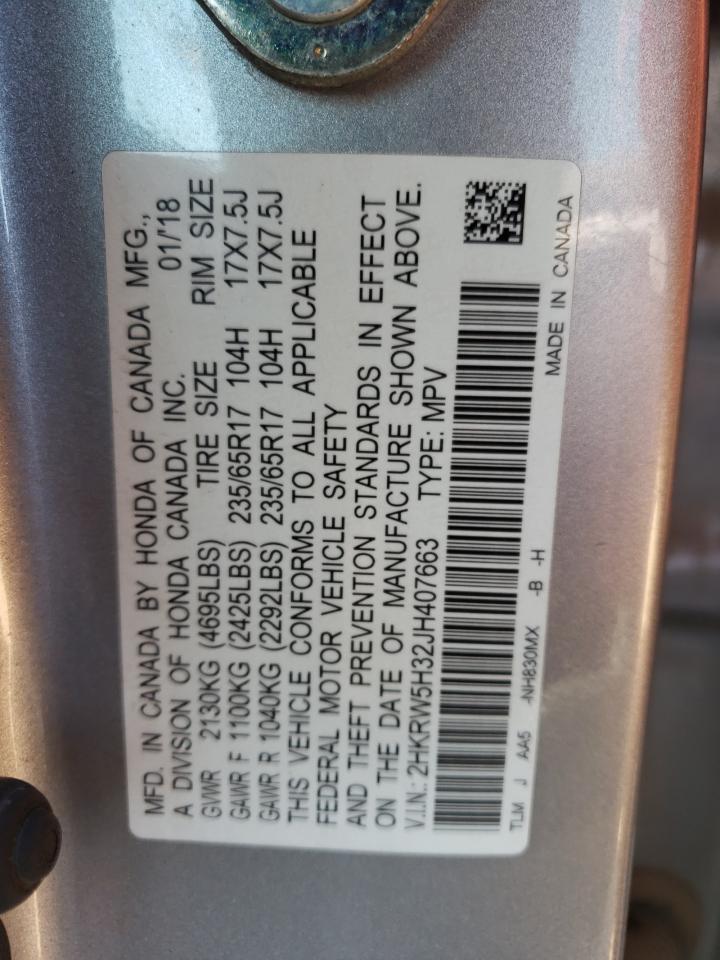 MFD. IN CANADA BY HONDA OF CANADA MFG.,
A DIVISION OF HONDA CANADA INC. 01/'18
GVWR 2130KG (4695LBS) TIRE SIZE RIM SIZE
GAWR F 1100KG (2425LBS) 235/65R17 104H 17X7.5J
GAWR R 1040KG (2292LBS) 235/65R17 104H 17X7.5J
THIS VEHICLE CONFORMS TO ALL APPLICABLE
FEDERAL MOTOR VEHICLE SAFETY
AND THEFT PREVENTION STANDARDS IN EFFECT
ON THE DATE OF MANUFACTURE SHOWN ABOVE.
V.I.N.: 2HKRW5H32JH407663 TYPE: MPV
TLM J AA5 -NH830MX -B -H
MADE IN CANADA